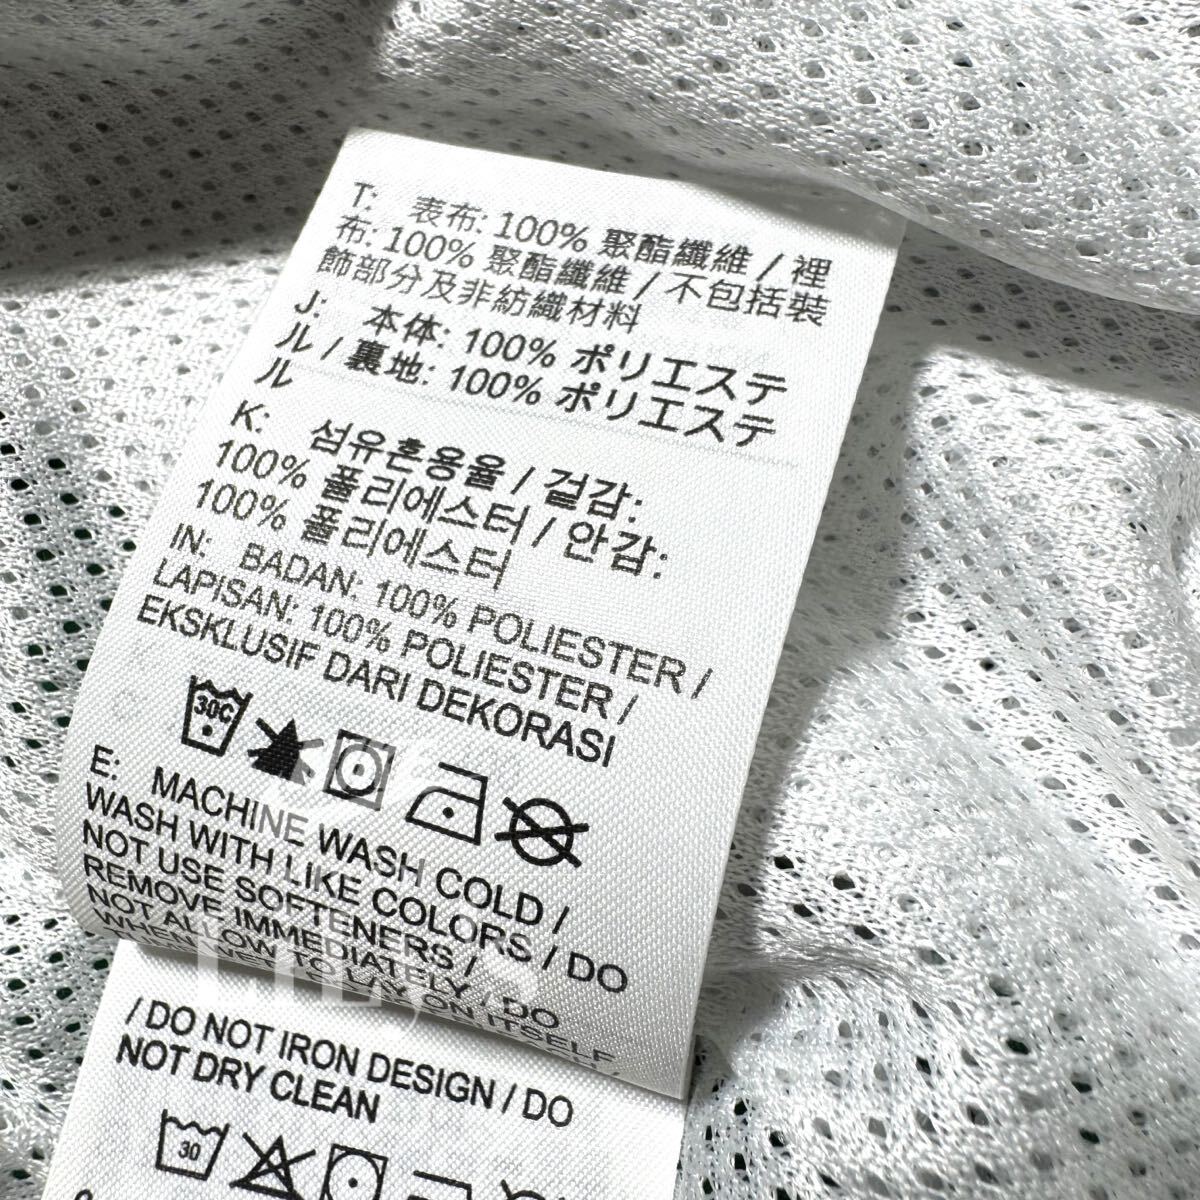 T: 表布: 100% 聚酯纖維 / 裡
布: 100% 聚酯纖維 / 不包括裝
飾部分及非紡織材料
J: 本体: 100% ポリエステ
ル / 裏地: 100% ポリエステ
ル
K: 섬유혼용율 / 겉감:
100% 폴리에스터 / 안감:
100% 폴리에스터
IN: BADAN: 100% POLIESTER /
LAPISAN: 100% POLIESTER /
EKSKLUSIF DARI DEKORASI
30C
E: MACHINE WASH COLD /
WASH WITH LIKE COLORS / DO
NOT USE SOFTENERS /
REMOVE IMMEDIATELY / DO
NOT ALLOW TO LAY ON ITSELF
WHEN WET
/ DO NOT IRON DESIGN / DO
NOT DRY CLEAN
30